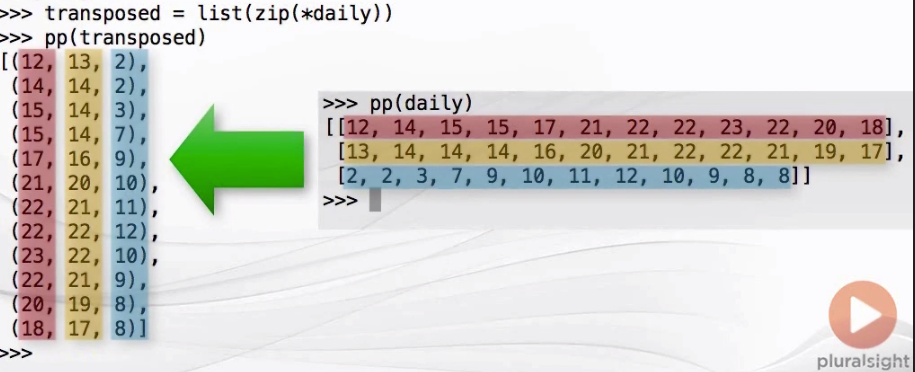 >>> transposed = list(zip(*daily))
>>> pp(transposed)
[(12, 13, 2),
(14, 14, 2),
(15, 14, 3),
(15, 14, 7),
(17, 16, 9),
(21, 20, 10),
(22, 21, 11),
(22, 22, 12),
(23, 22, 10),
(22, 21, 9),
(20, 19, 8),
(18, 17, 8)]
>>>
>>> pp(daily)
[[12, 14, 15, 15, 17, 21, 22, 22, 23, 22, 20, 18],
[13, 14, 14, 14, 16, 20, 21, 22, 22, 21, 19, 17],
[2, 2, 3, 7, 9, 10, 11, 12, 10, 9, 8, 8]]
>>>
pluralsight